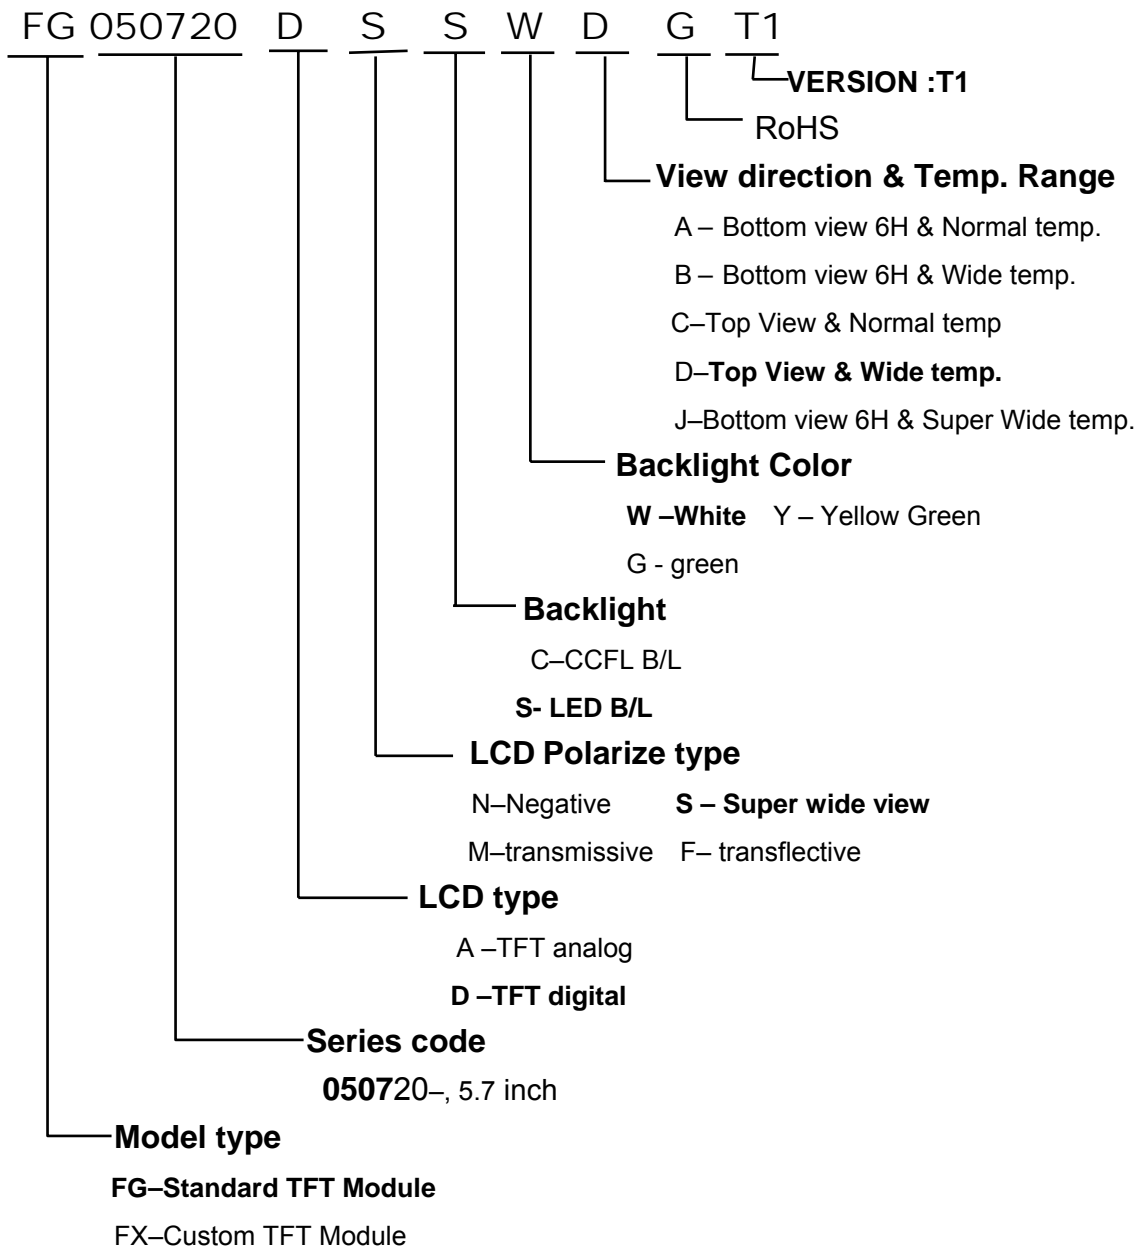 FG 050720 D S S W D G T1
VERSION :T1
RoHS
View direction & Temp. Range
A – Bottom view 6H & Normal temp.
B – Bottom view 6H & Wide temp.
C–Top View & Normal temp
D–Top View & Wide temp.
J–Bottom view 6H & Super Wide temp.
Backlight Color
W –White Y – Yellow Green
G - green
Backlight
C–CCFL B/L
S- LED B/L
LCD Polarize type
N–Negative S – Super wide view
M–transmissive F– transflective
LCD type
A –TFT analog
D –TFT digital
Series code
050720–, 5.7 inch
Model type
FG–Standard TFT Module
FX–Custom TFT Module